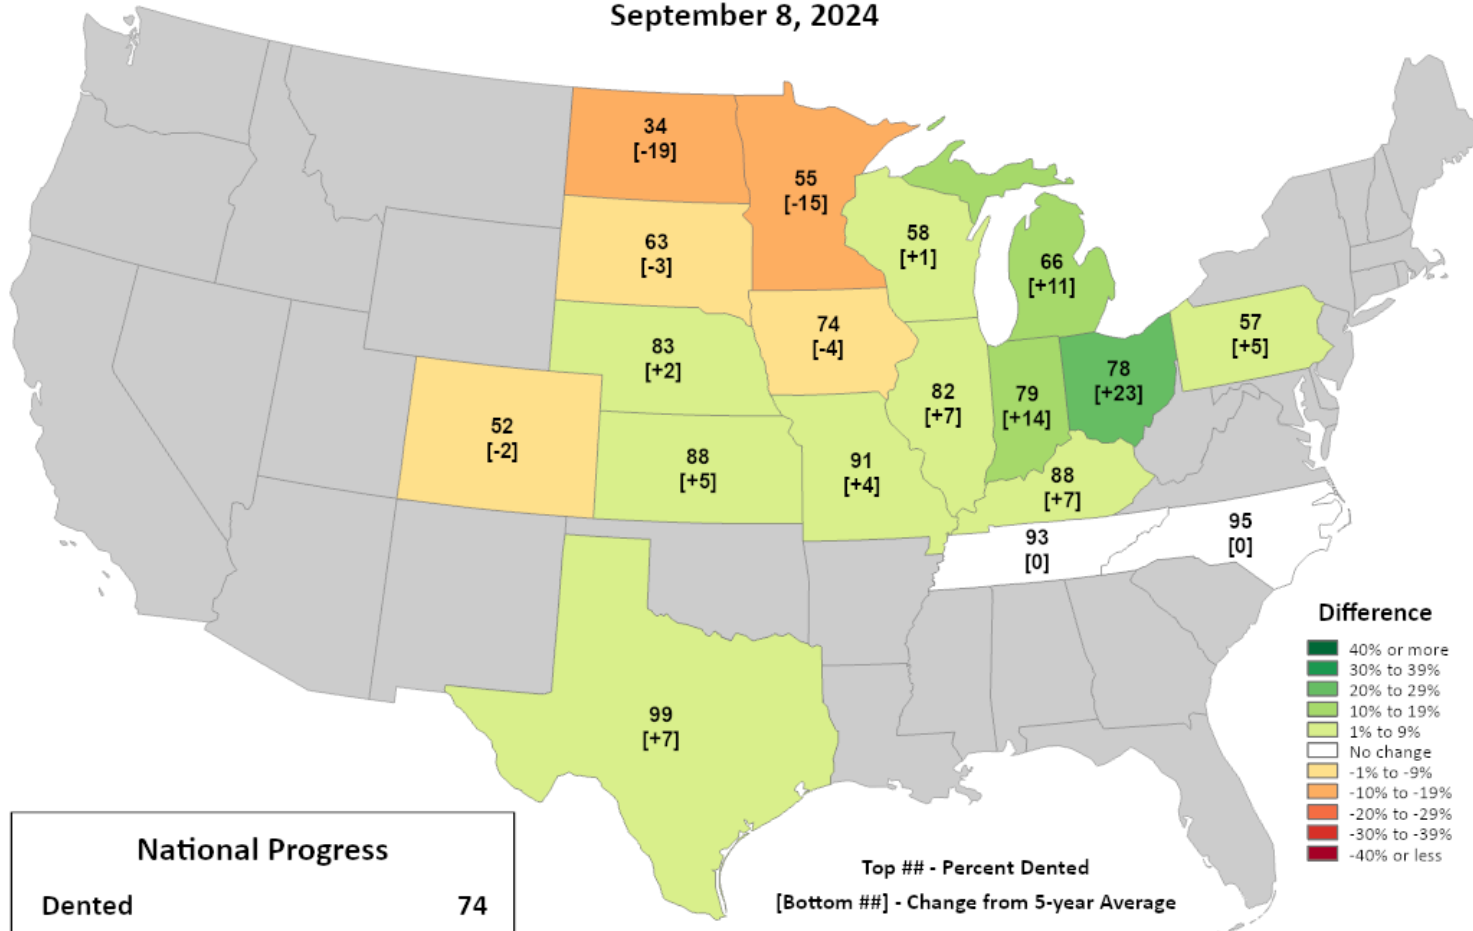 September 8, 2024
34
[-19]
55
[-15]
63
[-3]
58
[+1]
66
[+11]
74
[-4]
57
[+5]
83
[+2]
78
[+23]
82
[+7]
79
[+14]
52
[-2]
88
[+5]
91
[+4]
88
[+7]
93
[0]
95
[0]
99
[+7]
Difference
40% or more
30% to 39%
20% to 29%
10% to 19%
1% to 9%
No change
-1% to -9%
-10% to -19%
-20% to -29%
-30% to -39%
-40% or less
National Progress
Dented 74
Top ## - Percent Dented
[Bottom ##] - Change from 5-year Average